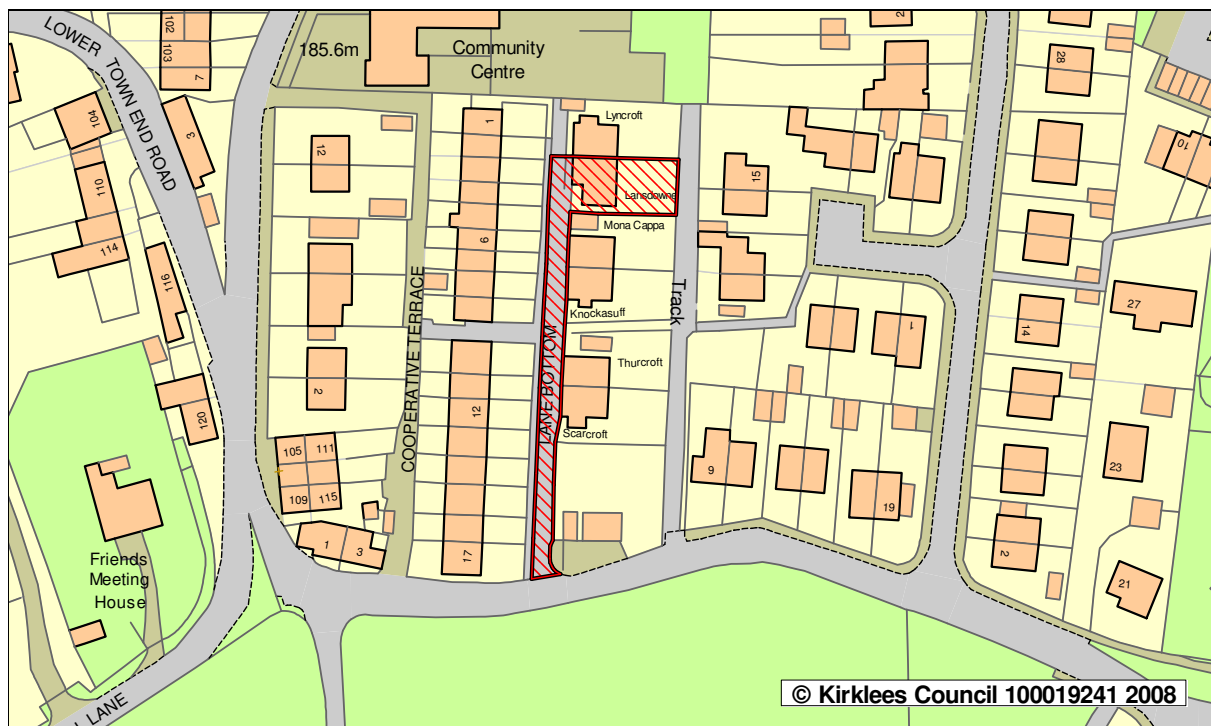 LOWER TOWN END ROAD
102
103
7
3
104
110
114
116
120
185.6m
Community
Centre
12
2
1
6
12
17
COOPERATIVE TERRACE
105
111
109
115
1
3
Friends
Meeting
House
L LANE
Lyncroft
Lansdowne
Mona Cappa
Knockasuff
Thurcroft
Scarcroft
LANE BOTTOM
Track
15
1
9
19
2
28
14
2
10
27
23
21
© Kirklees Council 100019241 2008